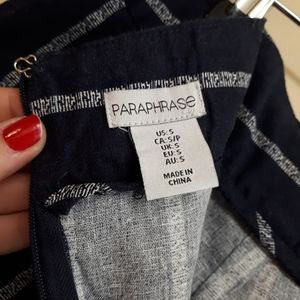 PARAPHRASE
US: S
CA: S/P
UK: S
EU: S
AU: S
MADE IN
CHINA